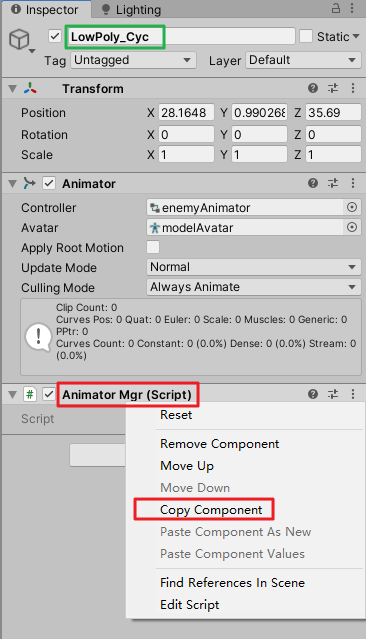 Inspector
Lighting
LowPoly_Cyc
Static
Tag Untagged Layer Default
Transform
Position X 28.1648 Y 0.990268 Z 35.69
Rotation X 0 Y 0 Z 0
Scale X 1 Y 1 Z 1
Animator
Controller enemyAnimator
Avatar modelAvatar
Apply Root Motion
Update Mode Normal
Culling Mode Always Animate
Clip Count: 0
Curves Pos: 0 Quat: 0 Euler: 0 Scale: 0 Muscles: 0 Generic: 0
PPtr: 0
Curves Count: 0 Constant: 0 (0.0%) Dense: 0 (0.0%) Stream: 0
(0.0%)
# Animator Mgr (Script)
Script
Reset
Remove Component
Move Up
Move Down
Copy Component
Paste Component As New
Paste Component Values
Find References In Scene
Edit Script